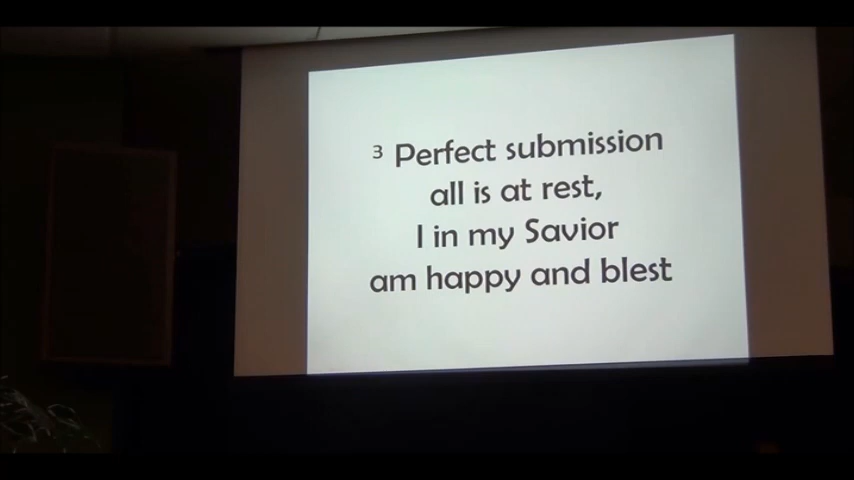 ³ Perfect submission
all is at rest,
I in my Savior
am happy and blest